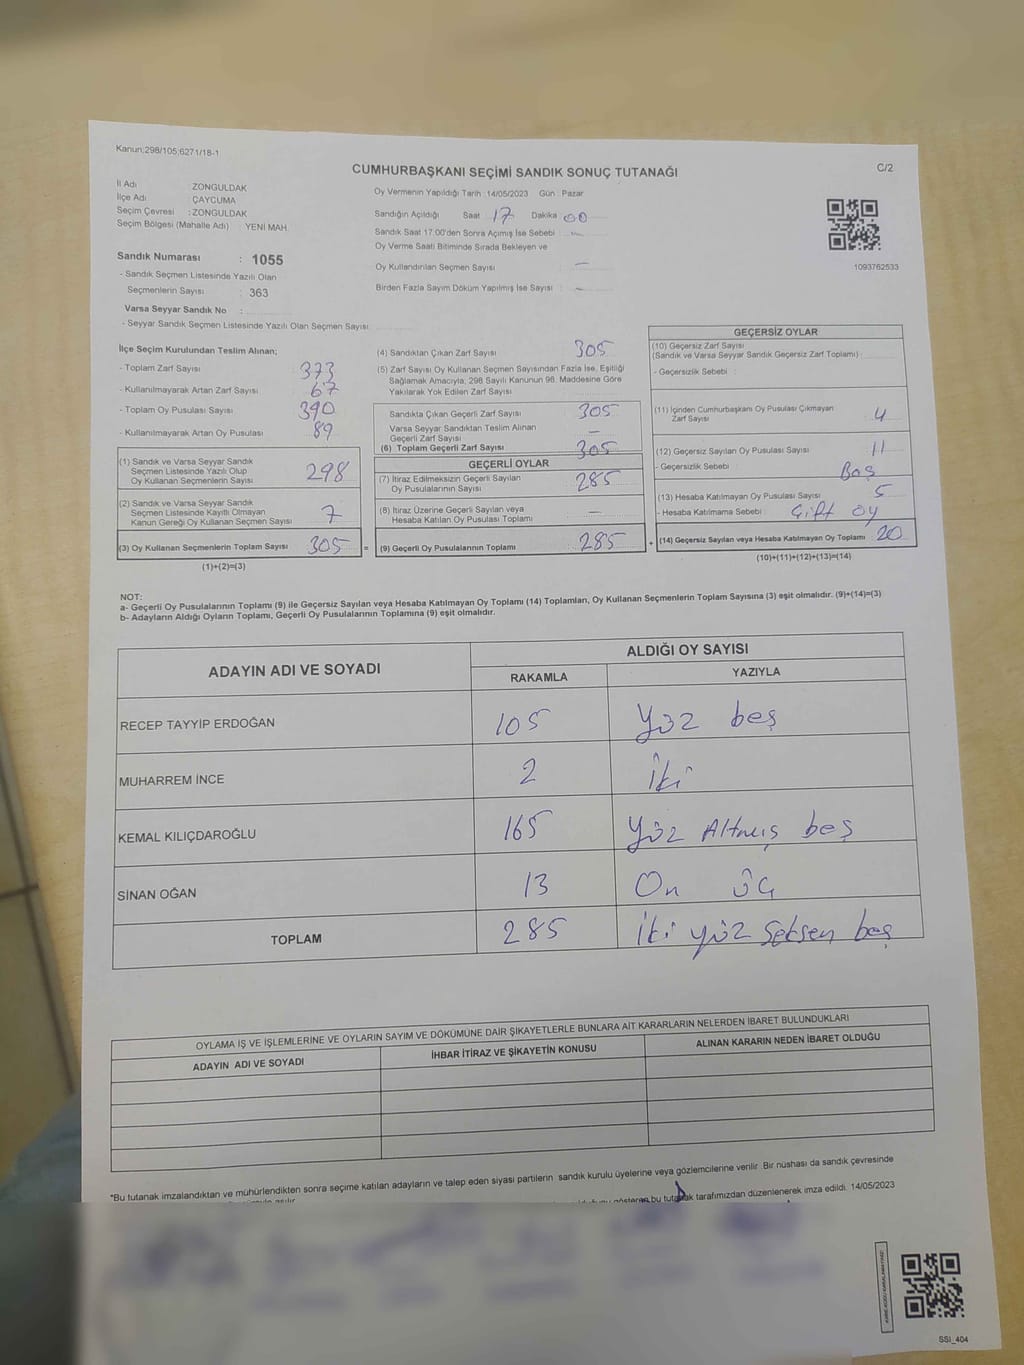 Kanun;298/105;6271/18-1
CUMHURBAŞKANI SEÇİMİ SANDIK SONUÇ TUTANAĞI
C/2
İl Adı : ZONGULDAK
İlçe Adı : ÇAYCUMA
Seçim Çevresi : ZONGULDAK
Seçim Bölgesi (Mahalle Adı) YENİ MAH.
Sandık Numarası : 1055
- Sandık Seçmen Listesinde Yazılı Olan
Seçmenlerin Sayısı : 363
Varsa Seyyar Sandık No :
- Seyyar Sandık Seçmen Listesinde Yazılı Olan Seçmen Sayısı
Oy Vermenin Yapıldığı Tarih :14/05/2023 Gün : Pazar
Sandığın Açıldığı Saat 17 Dakika 00
Sandık Saat 17.00'den Sonra Açılmış İse Sebebi : -
Oy Verme Saati Bitiminde Sırada Bekleyen ve
Oy Kullandırılan Seçmen Sayısı -
Birden Fazla Sayım Döküm Yapılmış İse Sayısı : -
1093762533
İlçe Seçim Kurulundan Teslim Alınan;
- Toplam Zarf Sayısı 373
- Kullanılmayarak Artan Zarf Sayısı 67
- Toplam Oy Pusulası Sayısı 390
- Kullanılmayarak Artan Oy Pusulası 89
(1) Sandık ve Varsa Seyyar Sandık
Seçmen Listesinde Yazılı Olup
Oy Kullanan Seçmenlerin Sayısı 298
(2) Sandık ve Varsa Seyyar Sandık
Seçmen Listesinde Kayıtlı Olmayan
Kanun Gereği Oy Kullanan Seçmen Sayısı 7
(3) Oy Kullanan Seçmenlerin Toplam Sayısı 305 =
(1)+(2)=(3)
(4) Sandıktan Çıkan Zarf Sayısı 305
(5) Zarf Sayısı Oy Kullanan Seçmen Sayısından Fazla İse, Eşitliği
Sağlamak Amacıyla, 298 Sayılı Kanunun 98. Maddesine Göre
Yakılarak Yok Edilen Zarf Sayısı
Sandıkta Çıkan Geçerli Zarf Sayısı 305
Varsa Seyyar Sandıktan Teslim Alınan
Geçerli Zarf Sayısı -
(6) Toplam Geçerli Zarf Sayısı 305
GEÇERLİ OYLAR
(7) İtiraz Edilmeksizin Geçerli Sayılan
Oy Pusulalarının Sayısı 285
(8) İtiraz Üzerine Geçerli Sayılan veya
Hesaba Katılan Oy Pusulası Toplamı -
(9) Geçerli Oy Pusulalarının Toplamı 285 +
GEÇERSİZ OYLAR
(10) Geçersiz Zarf Sayısı
(Sandık ve Varsa Seyyar Sandık Geçersiz Zarf Toplamı) :
- Geçersizlik Sebebi :
(11) İçinden Cumhurbaşkanı Oy Pusulası Çıkmayan
Zarf Sayısı 4
(12) Geçersiz Sayılan Oy Pusulası Sayısı 11
- Geçersizlik Sebebi Boş
(13) Hesaba Katılmayan Oy Pusulası Sayısı 5
- Hesaba Katılmama Sebebi : Çift oy
(14) Geçersiz Sayılan veya Hesaba Katılmayan Oy Toplamı 20
(10)+(11)+(12)+(13)=(14)
NOT:
a- Geçerli Oy Pusulalarının Toplamı (9) ile Geçersiz Sayılan veya Hesaba Katılmayan Oy Toplamı (14) Toplamları, Oy Kullanan Seçmenlerin Toplam Sayısına (3) eşit olmalıdır. (9)+(14)=(3)
b- Adayların Aldığı Oyların Toplamı, Geçerli Oy Pusulalarının Toplamına (9) eşit olmalıdır.
ADAYIN ADI VE SOYADI
ALDIĞI OY SAYISI
RAKAMLA YAZIYLA
RECEP TAYYİP ERDOĞAN 105 Yüz beş
MUHARREM İNCE 2 İki
KEMAL KILIÇDAROĞLU 165 Yüz Altmış beş
SİNAN OĞAN 13 On üç
TOPLAM 285 İki yüz Seksen beş
OYLAMA İŞ VE İŞLEMLERİNE VE OYLARIN SAYIM VE DÖKÜMÜNE DAİR ŞİKAYETLERLE BUNLARA AİT KARARLARIN NELERDEN İBARET BULUNDUKLARI
ADAYIN ADI VE SOYADI İHBAR İTİRAZ VE ŞİKAYETİN KONUSU ALINAN KARARIN NEDEN İBARET OLDUĞU
*Bu tutanak imzalandıktan ve mühürlendikten sonra seçime katılan adayların ve talep eden siyasi partilerin sandık kurulu üyelerine veya gözlemcilerine verilir. Bir nüshası da sandık çevresinde
gösteren bu tutanak tarafımızdan düzenlenerek imza edildi. 14/05/2023
SSI_404